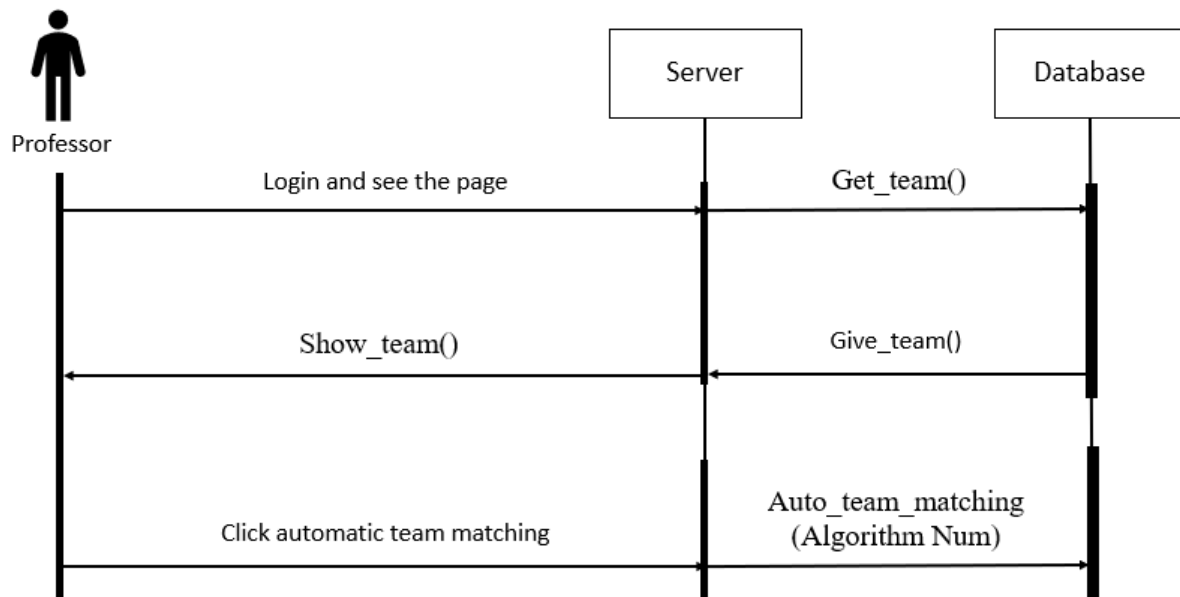 Server
Database
Professor
Login and see the page
Get_team()
Show_team()
Give_team()
Click automatic team matching
Auto_team_matching
(Algorithm Num)